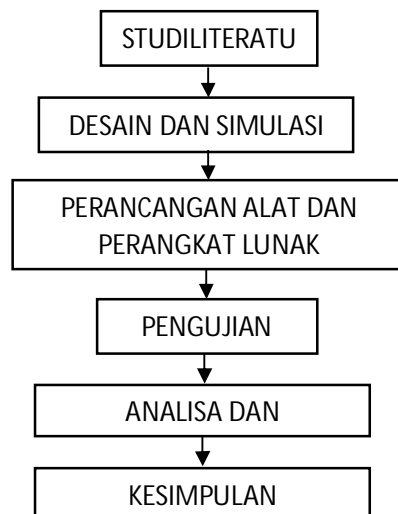 STUDILITERATU
DESAIN DAN SIMULASI
PERANCANGAN ALAT DAN
PERANGKAT LUNAK
PENGUJIAN
ANALISA DAN
KESIMPULAN